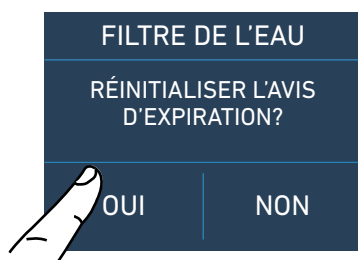 FILTRE DE L'EAU
RÉINITIALISER L'AVIS
D'EXPIRATION?
OUI NON